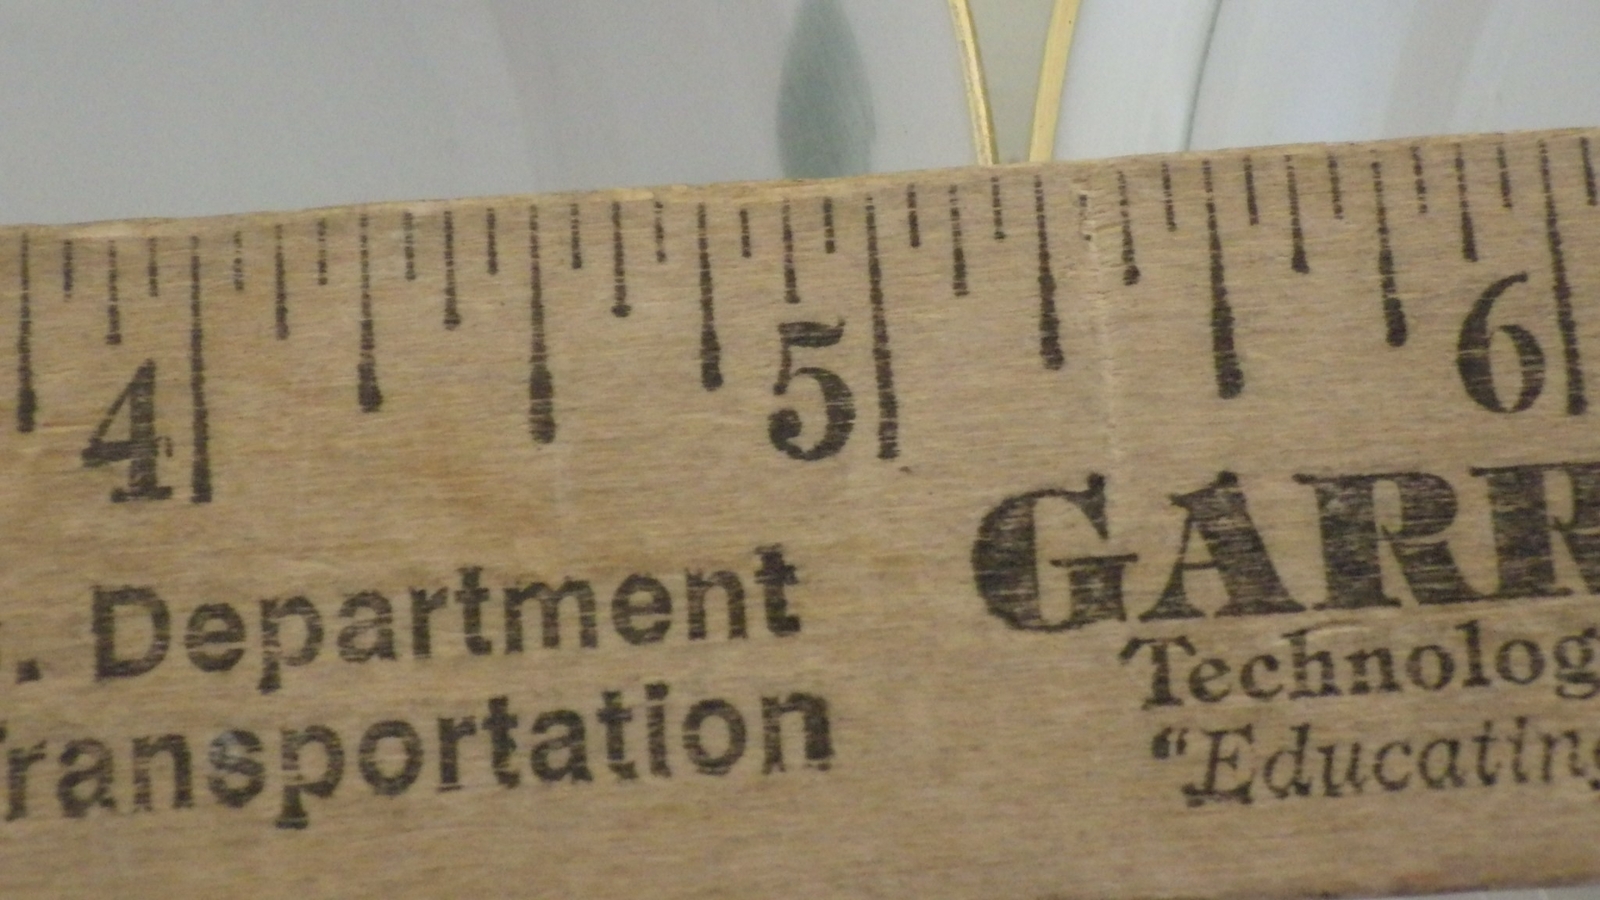 4 5 6
. Department
Transportation
GARR
Technolog
"Educating